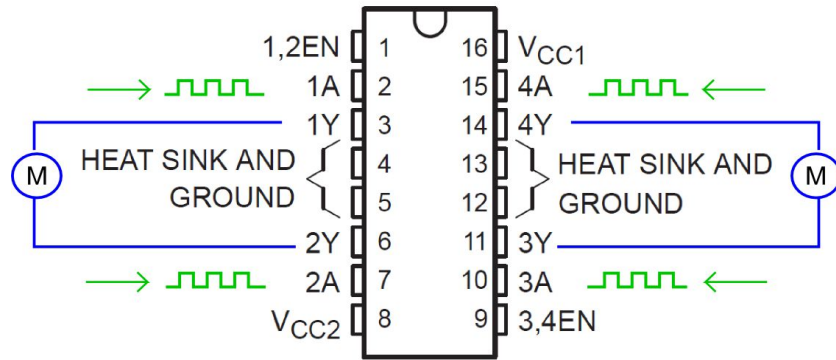 1,2EN 1 16 VCC1
1A 2 15 4A
1Y 3 14 4Y
M HEAT SINK AND 4 13 HEAT SINK AND M
GROUND 5 12 GROUND
2Y 6 11 3Y
2A 7 10 3A
VCC2 8 9 3,4EN